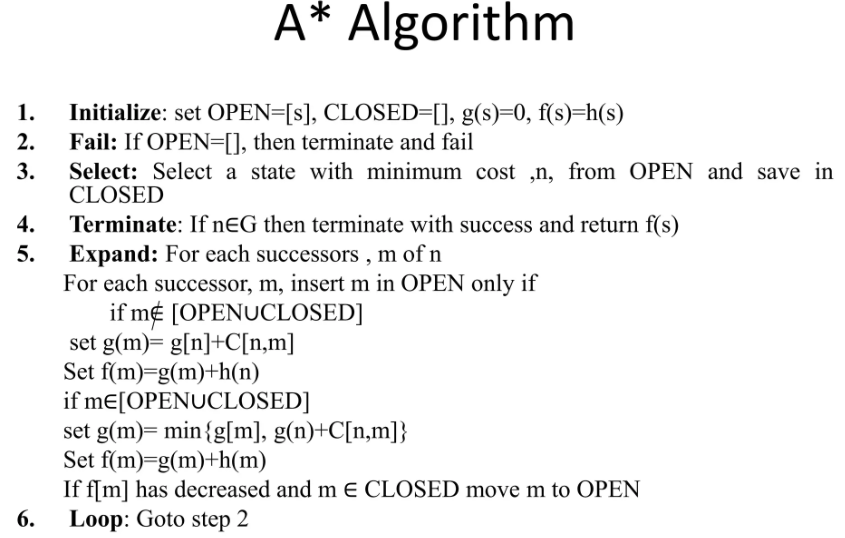 A* Algorithm
1. Initialize: set OPEN=[s], CLOSED=[], g(s)=0, f(s)=h(s)
2. Fail: If OPEN=[], then terminate and fail
3. Select: Select a state with minimum cost ,n, from OPEN and save in
CLOSED
4. Terminate: If n∈G then terminate with success and return f(s)
5. Expand: For each successors , m of n
For each successor, m, insert m in OPEN only if
if m∉ [OPEN∪CLOSED]
set g(m)= g[n]+C[n,m]
Set f(m)=g(m)+h(n)
if m∈[OPEN∪CLOSED]
set g(m)= min{g[m], g(n)+C[n,m]}
Set f(m)=g(m)+h(m)
If f[m] has decreased and m ∈ CLOSED move m to OPEN
6. Loop: Goto step 2